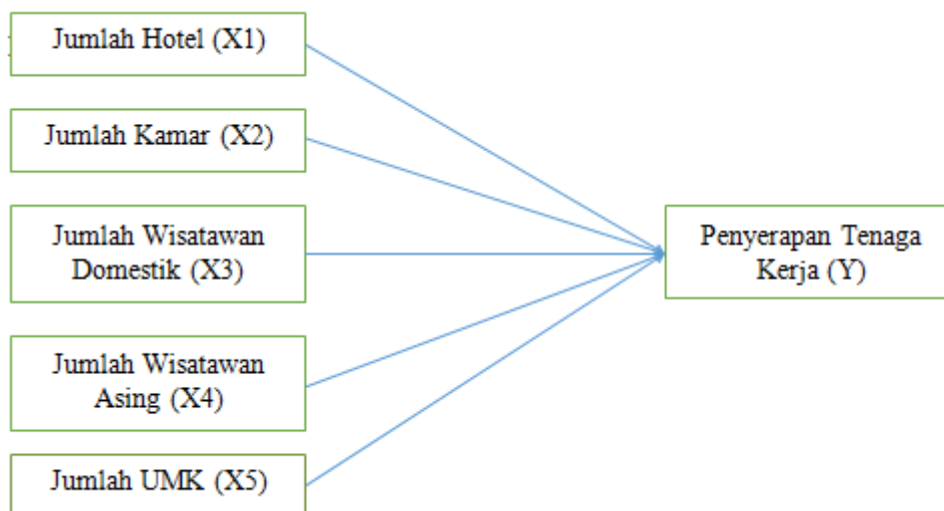 Jumlah Hotel (X1)
Jumlah Kamar (X2)
Jumlah Wisatawan
Domestik (X3)
Penyerapan Tenaga
Kerja (Y)
Jumlah Wisatawan
Asing (X4)
Jumlah UMK (X5)